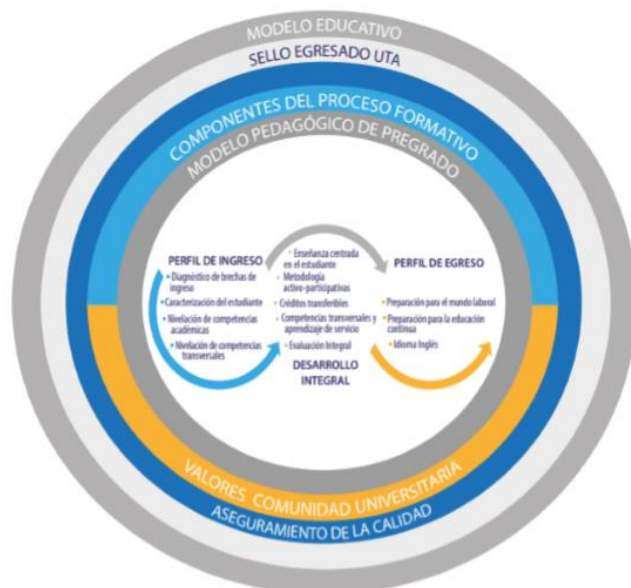 MODELO EDUCATIVO
SELLO EGRESADO UTA
COMPONENTES DEL PROCESO FORMATIVO
MODELO PEDAGÓGICO DE PREGRADO
PERFIL DE INGRESO
• Diagnóstico de brechas de
ingreso
• Caracterización del estudiante
• Nivelación de competencias
académicas
• Nivelación de competencias
transversales
• Enseñanza centrada
en el estudiante
• Metodología
activo-participativas
• Créditos transferibles
• Competencias transversales y
aprendizaje de servicio
• Evaluación Integral
DESARROLLO
INTEGRAL
PERFIL DE EGRESO
• Preparación para el mundo laboral
• Preparación para la educación
continua
• Idioma Inglés
VALORES COMUNIDAD UNIVERSITARIA
ASEGURAMIENTO DE LA CALIDAD